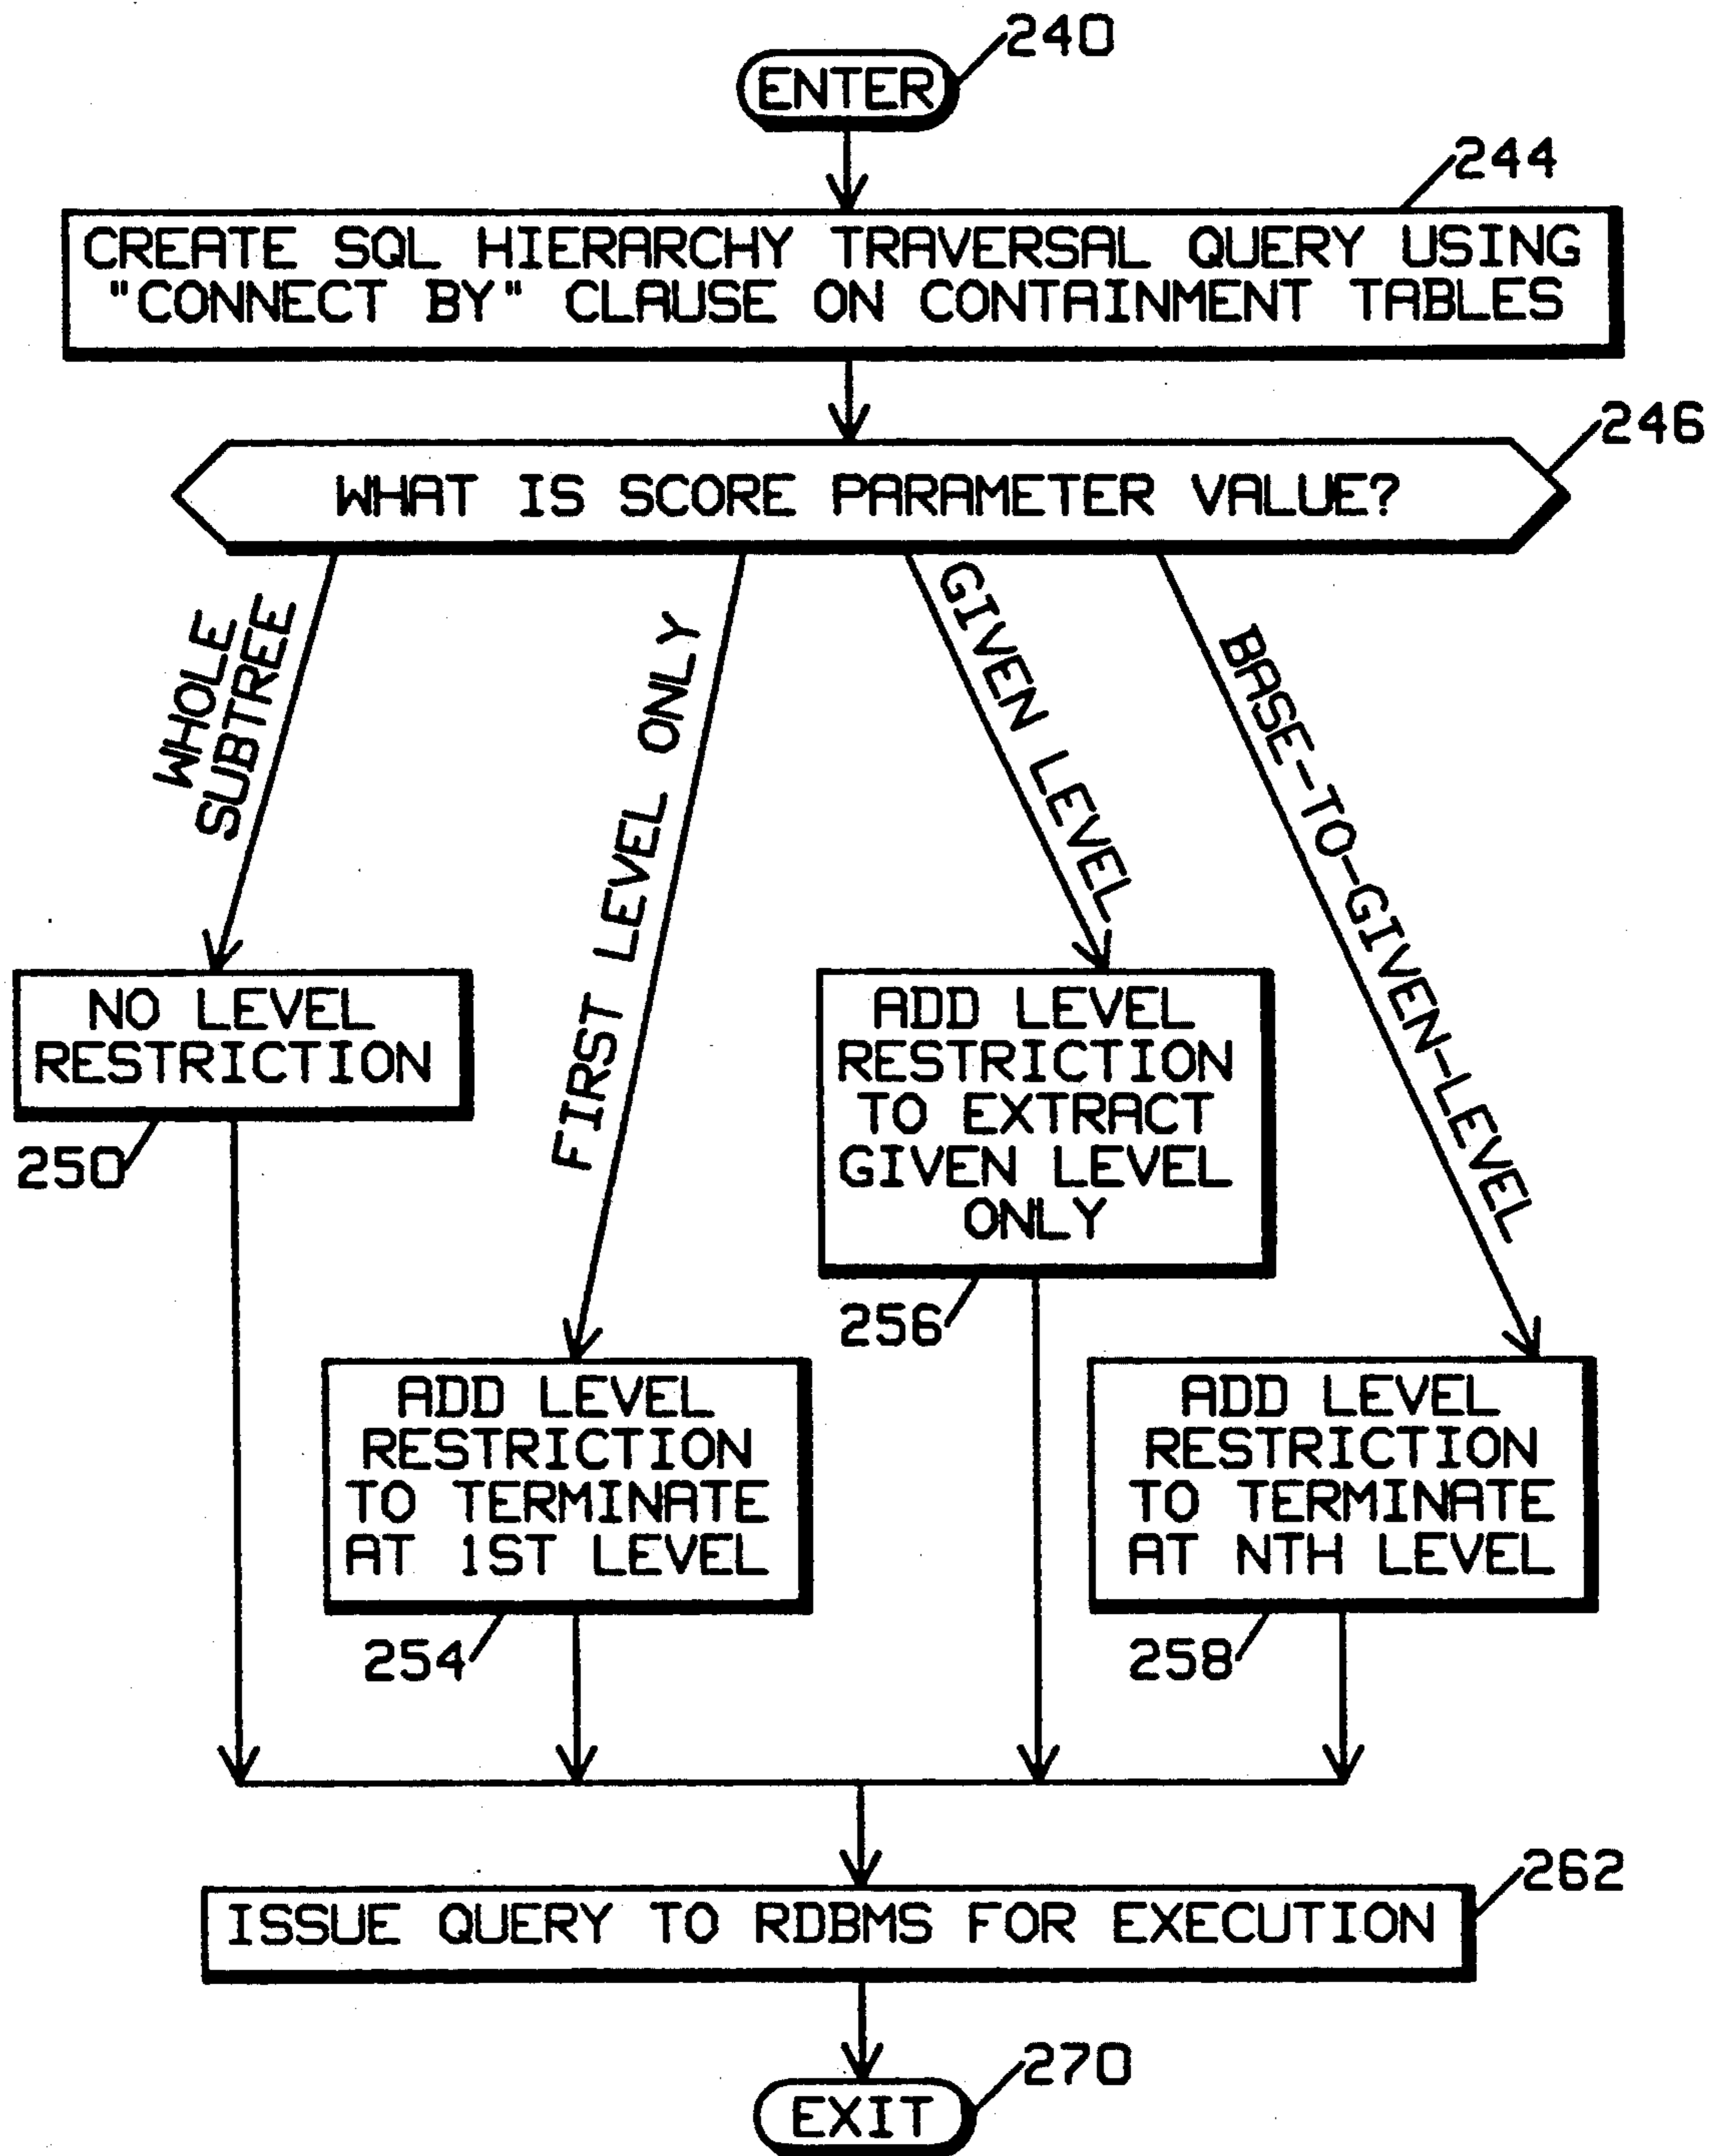 240
ENTER
244
CREATE SQL HIERARCHY TRAVERSAL QUERY USING
"CONNECT BY" CLAUSE ON CONTAINMENT TABLES
246
WHAT IS SCORE PARAMETER VALUE?
WHOLE
SUBTREE
FIRST LEVEL ONLY
GIVEN LEVEL
BASE-TO-GIVEN-LEVEL
NO LEVEL
RESTRICTION
250
ADD LEVEL
RESTRICTION
TO EXTRACT
GIVEN LEVEL
ONLY
256
ADD LEVEL
RESTRICTION
TO TERMINATE
AT 1ST LEVEL
254
ADD LEVEL
RESTRICTION
TO TERMINATE
AT NTH LEVEL
258
262
ISSUE QUERY TO RDBMS FOR EXECUTION
270
EXIT